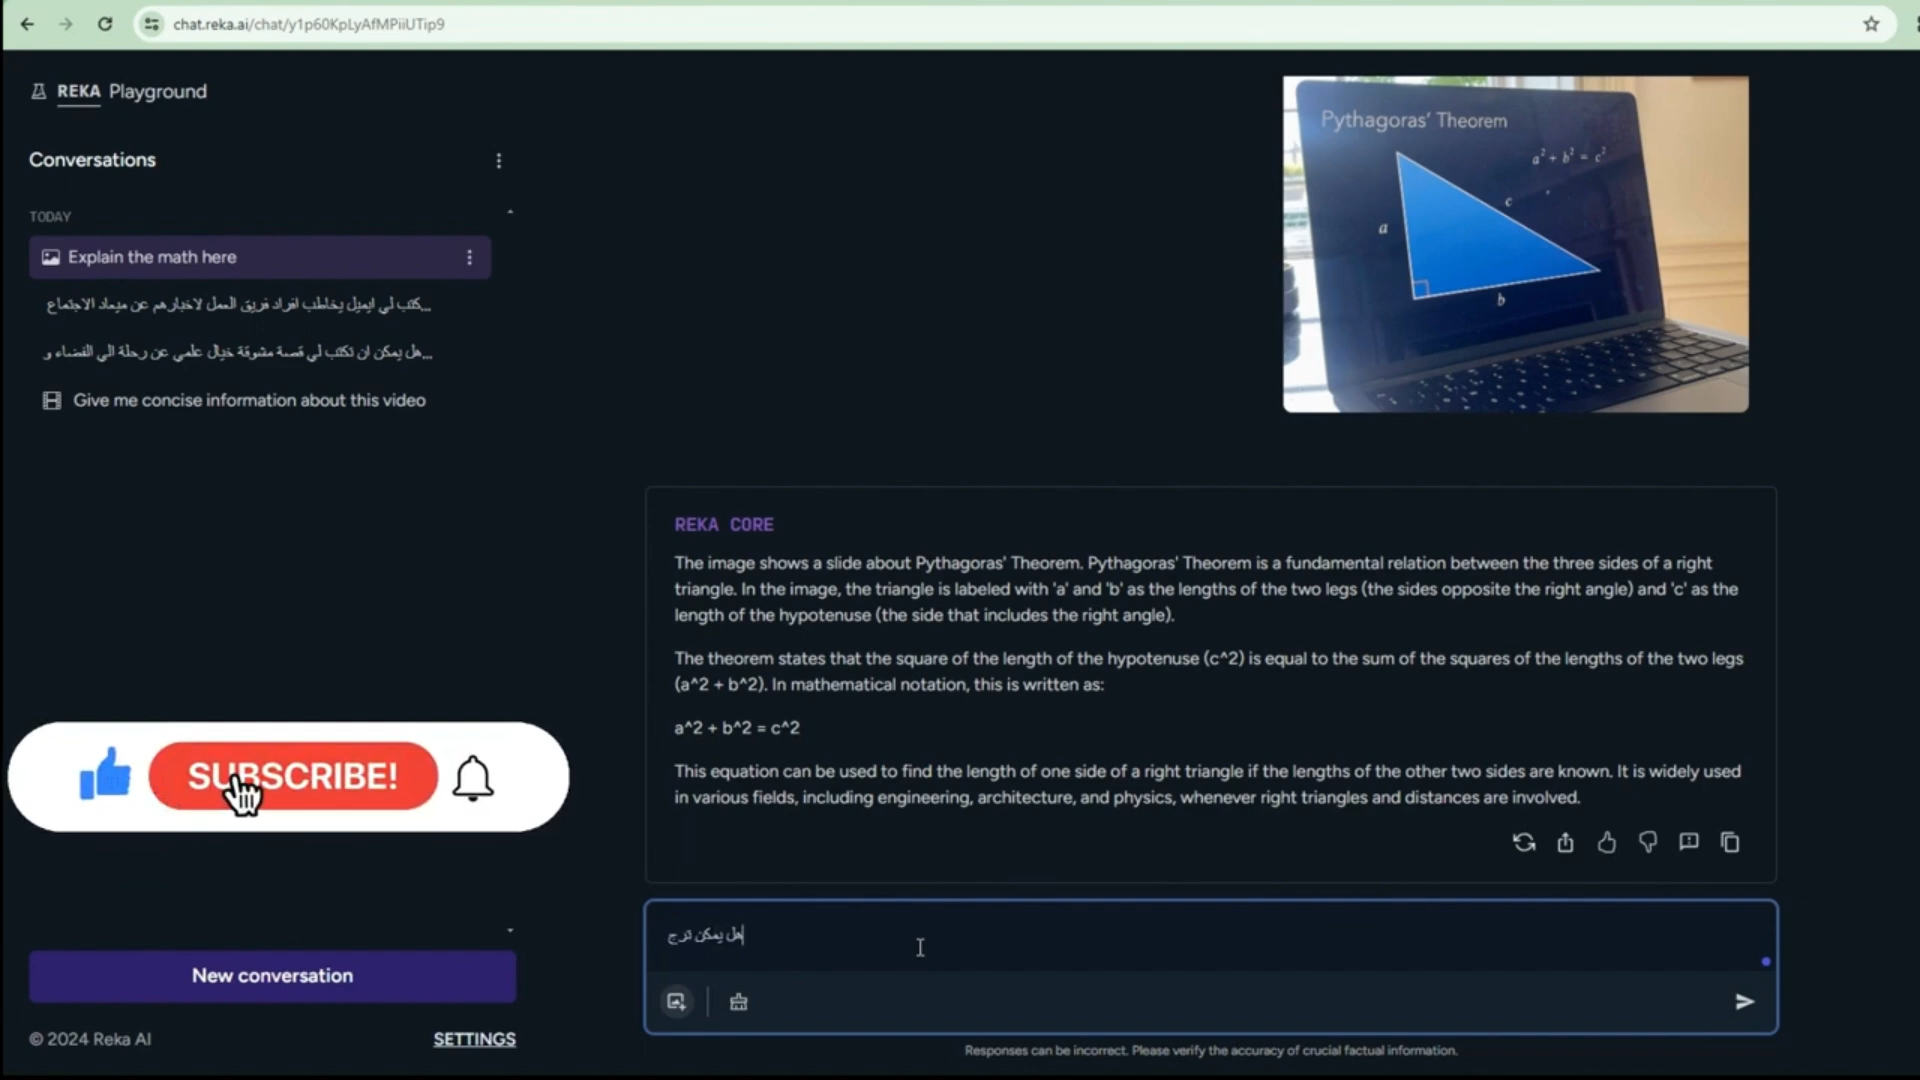 chat.reka.ai/chat/y1p60KpLyAfMPiiUTip9
REKA Playground
Conversations
TODAY
Explain the math here
...كتب لي ايميل يخاطب افراد فريق العمل لاخبارهم عن ميعاد الاجتماع
...هل يمكن ان تكتب لي قصة مشوقة خيال علمي عن رحلة الي الفضاء و
Give me concise information about this video
Pythagoras' Theorem
a² + b² = c²
c
a
b
REKA CORE
The image shows a slide about Pythagoras' Theorem. Pythagoras' Theorem is a fundamental relation between the three sides of a right
triangle. In the image, the triangle is labeled with 'a' and 'b' as the lengths of the two legs (the sides opposite the right angle) and 'c' as the
length of the hypotenuse (the side that includes the right angle).
The theorem states that the square of the length of the hypotenuse (c^2) is equal to the sum of the squares of the lengths of the two legs
(a^2 + b^2). In mathematical notation, this is written as:
a^2 + b^2 = c^2
This equation can be used to find the length of one side of a right triangle if the lengths of the other two sides are known. It is widely used
in various fields, including engineering, architecture, and physics, whenever right triangles and distances are involved.
SUBSCRIBE!
هل يمكن ترج
New conversation
© 2024 Reka AI
SETTINGS
Responses can be incorrect. Please verify the accuracy of crucial factual information.